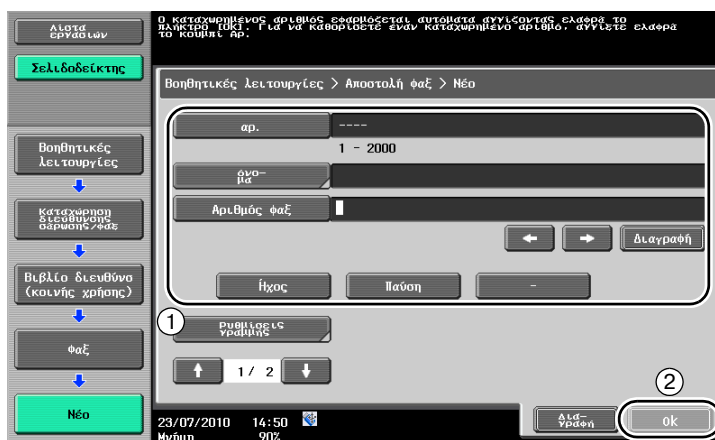 Λίστα
εργασιών
Σελιδοδείκτης
Ο καταχωρημένος αριθμός εφαρμόζεται αυτόματα αγγίζοντας ελαφρά το
πλήκτρο [OK]. Για να καθορίσετε έναν καταχωρημένο αριθμό, αγγίξτε ελαφρά
το κουμπί Αρ.
Βοηθητικές λειτουργίες > Αποστολή φαξ > Νέο
αρ.
----
1 - 2000
όνο-
μα
Αριθμός φαξ
Διαγραφή
Ηχος
Παύση
-
1
Ρυθμίσεις
γραμμής
1/ 2
Βοηθητικές
λειτουργίες
Καταχώρηση
διεύθυνσης
σάρωσης/φαξ
Βιβλίο διευθύνσ
(κοινής χρήσης)
Φαξ
Νέο
2
23/07/2010 14:50
Μνήμη 90%
Δια-
γραφή
ok